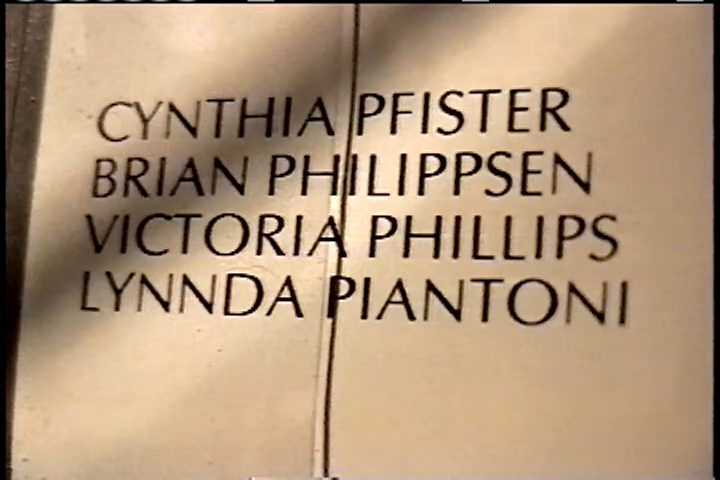 CYNTHIA PFISTER
BRIAN PHILIPPSEN
VICTORIA PHILLIPS
LYNNDA PIANTONI